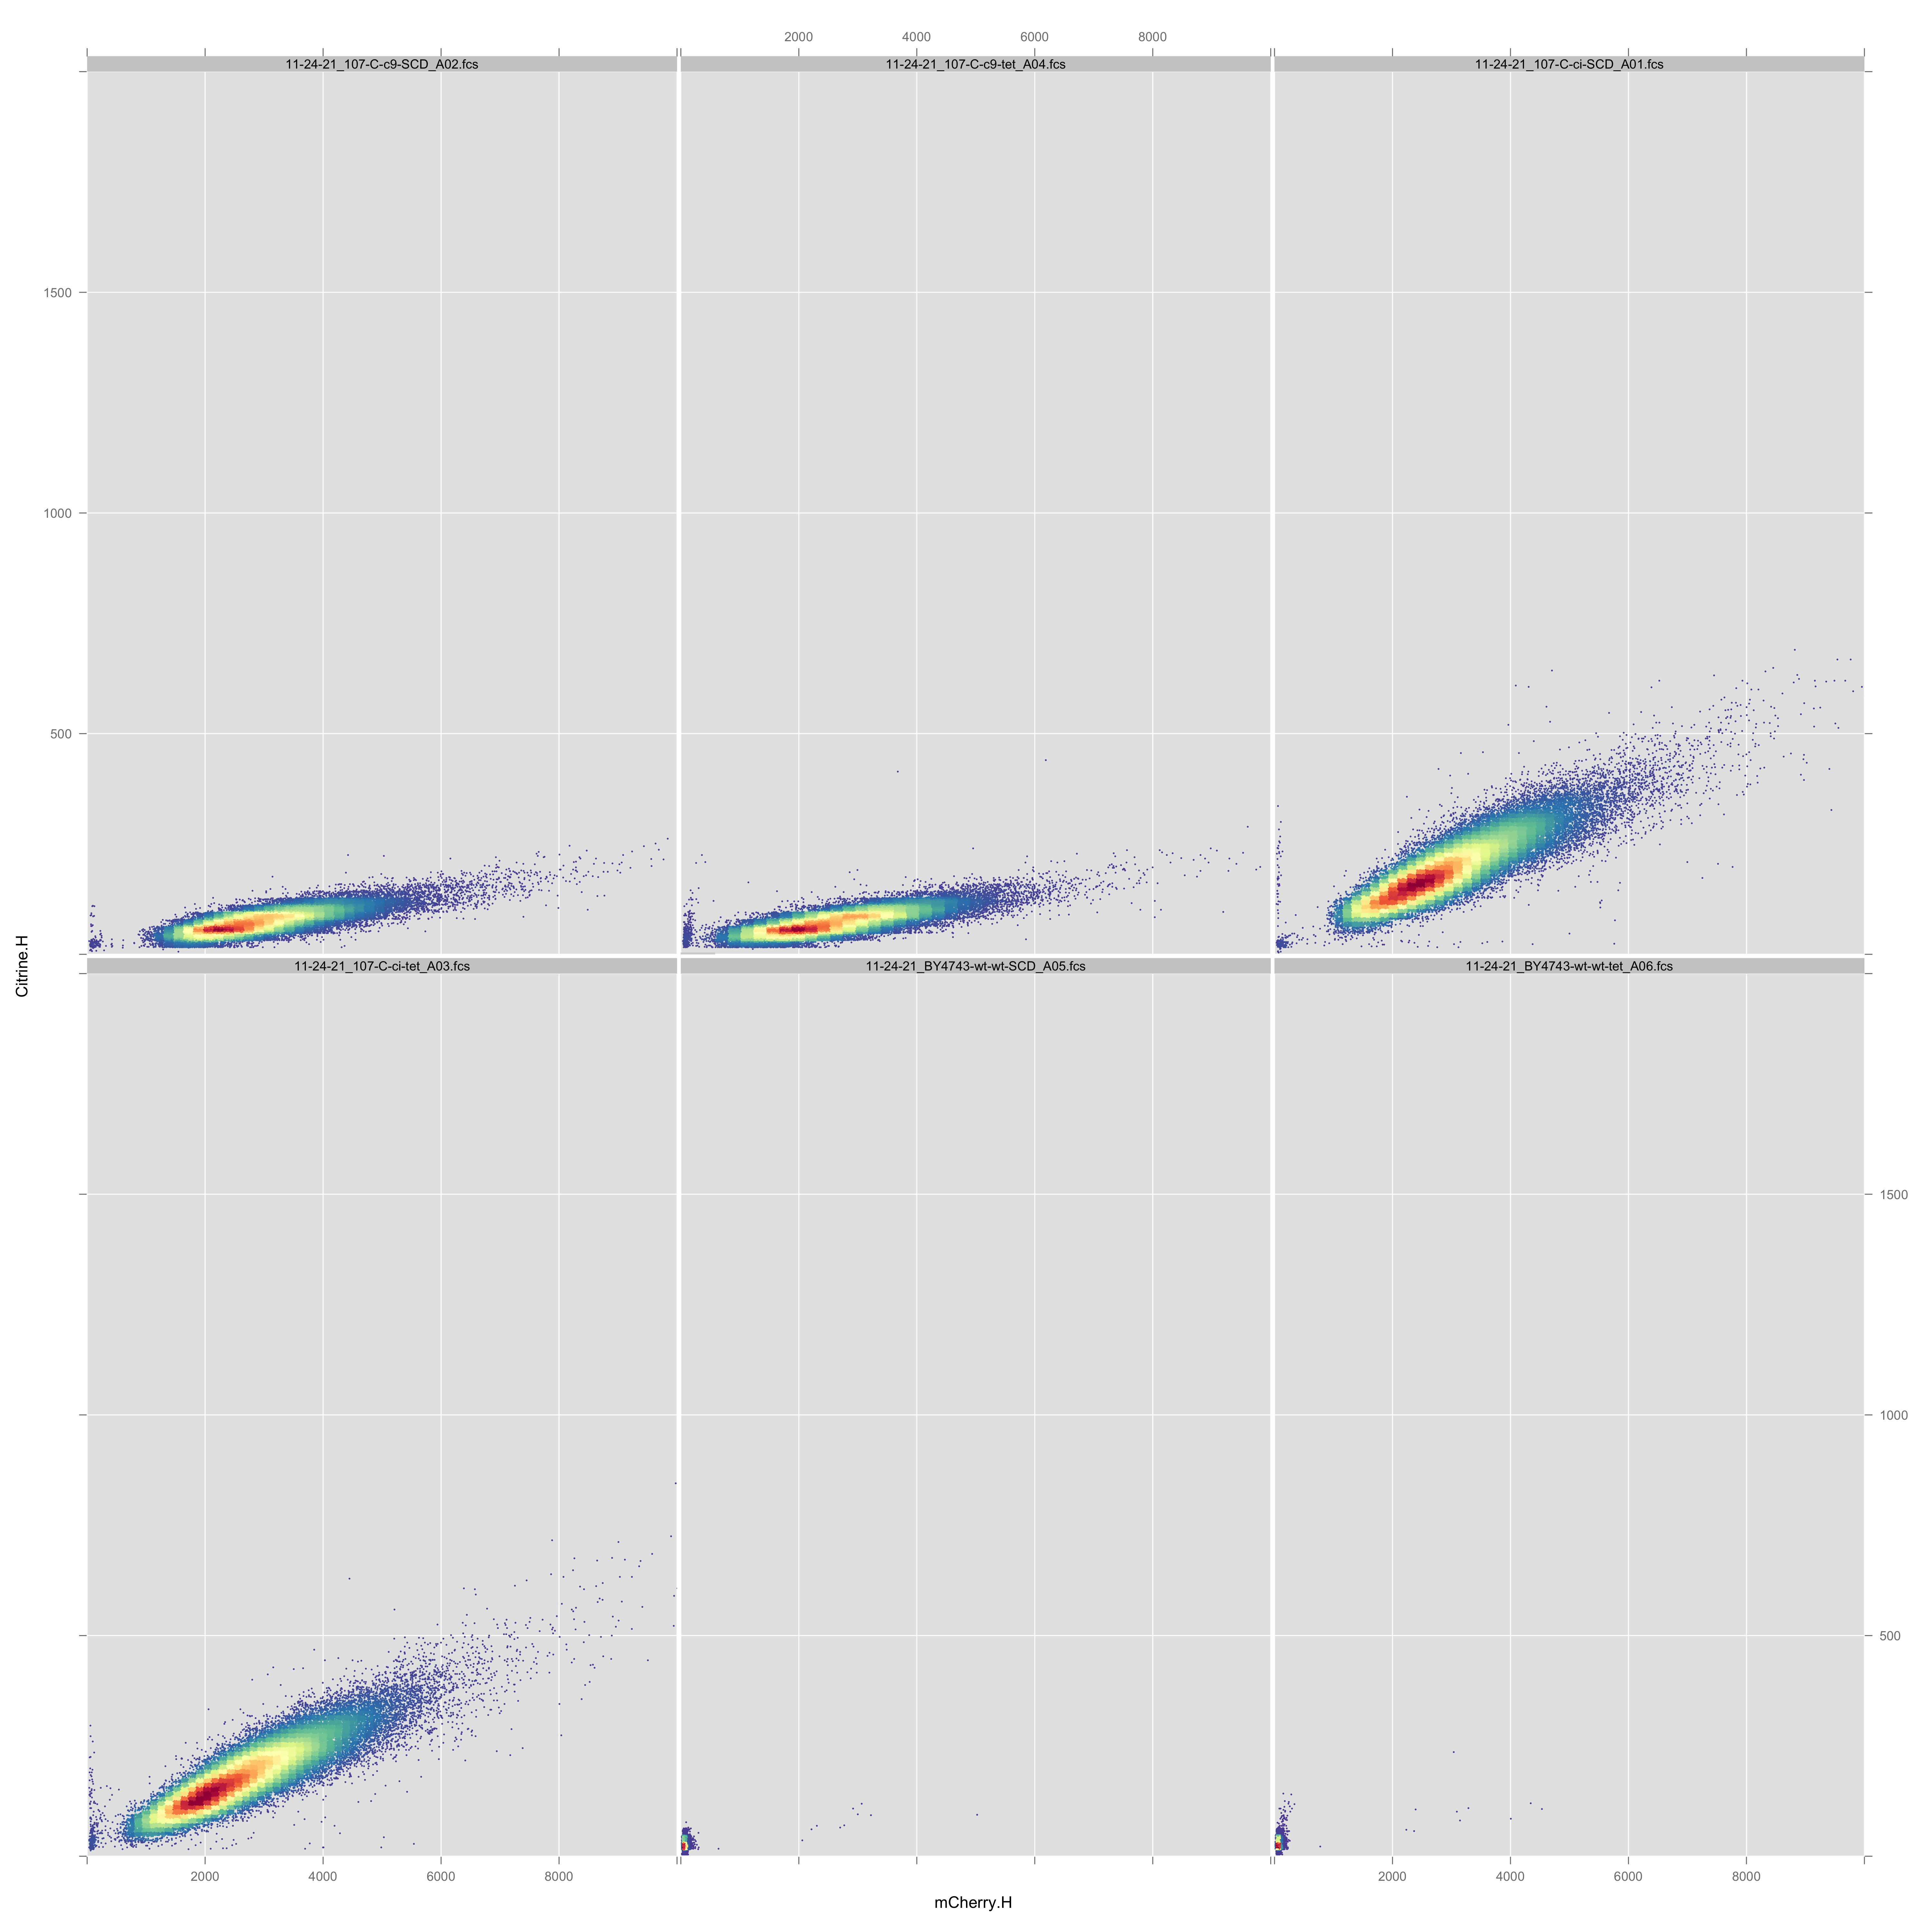 2000 4000 6000 8000
11-24-21_107-C-c9-SCD_A02.fcs 11-24-21_107-C-c9-tet_A04.fcs 11-24-21_107-C-ci-SCD_A01.fcs
1500
1000
500
Citrine.H
11-24-21_107-C-ci-tet_A03.fcs 11-24-21_BY4743-wt-wt-SCD_A05.fcs 11-24-21_BY4743-wt-wt-tet_A06.fcs
1500
1000
500
2000 4000 6000 8000 2000 4000 6000 8000
mCherry.H